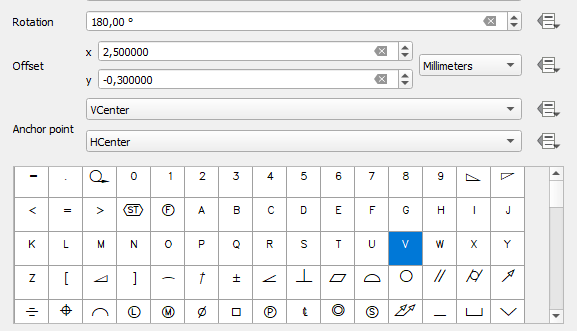 Rotation 180,00 °
x 2,500000
Offset Millimeters
y -0,300000
VCenter
Anchor point
HCenter
- . 0 1 2 3 4 5 6 7 8 9
< = > ST F A B C D E F G H I J
K L M N O P Q R S T U V W X Y
Z [ ] † ±
L M P ₵ S